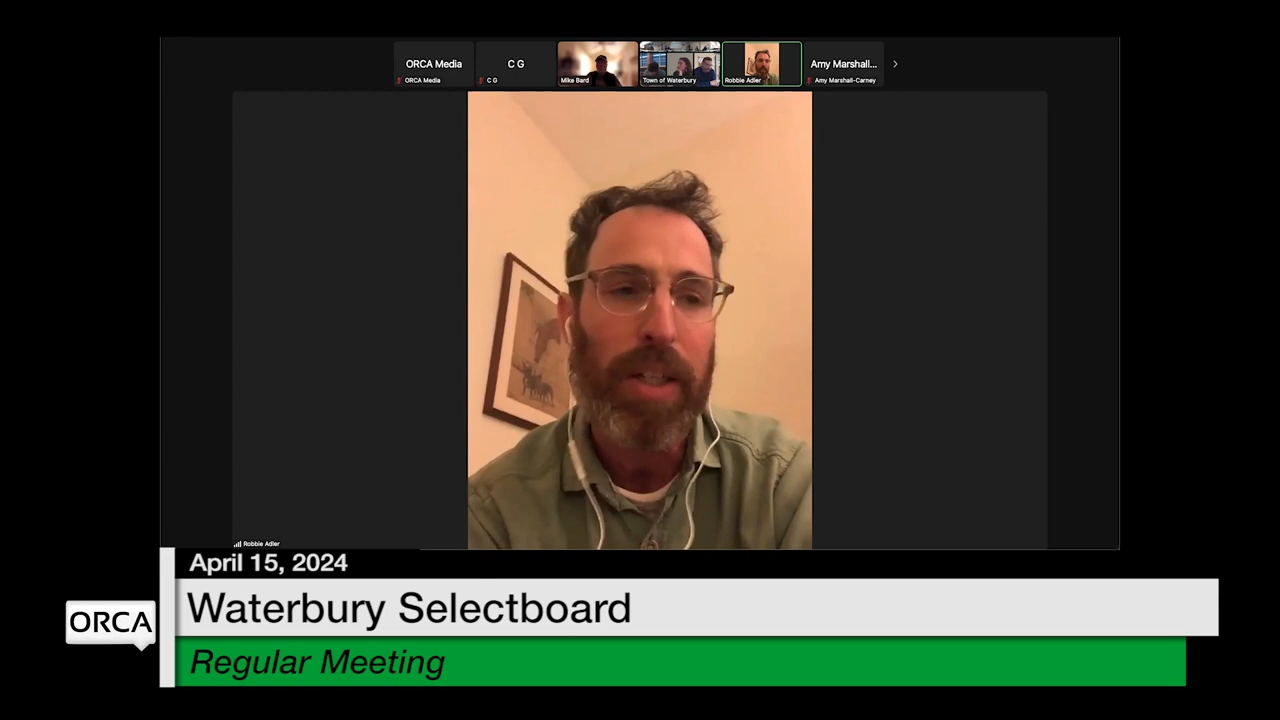 ORCA Media
C G
Amy Marshall...
ORCA Media
C G
Mike Bard
Town of Waterbury
Robbie Adler
Amy Marshall-Carney
Robbie Adler
April 15, 2024
Waterbury Selectboard
ORCA
Regular Meeting